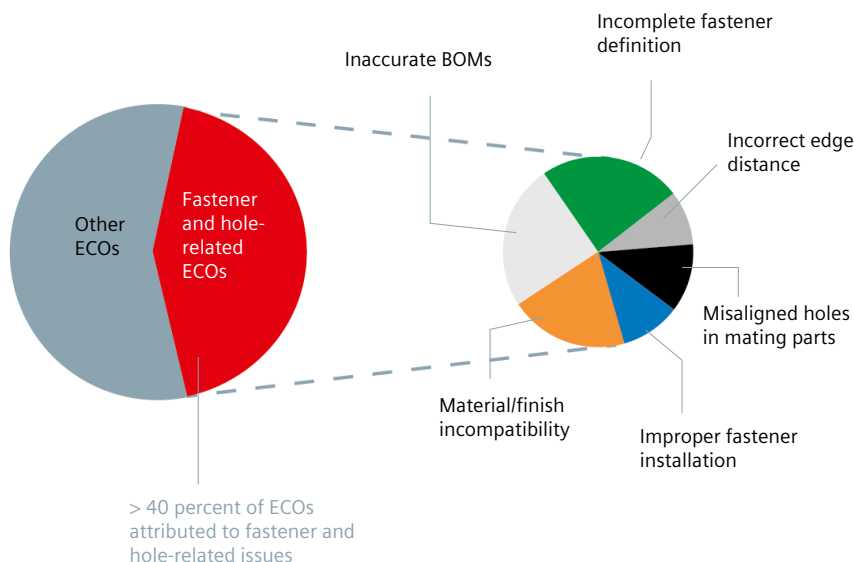 Incomplete fastener
definition
Inaccurate BOMs
Incorrect edge
distance
Other
ECOs
Fastener
and hole-
related
ECOs
Misaligned holes
in mating parts
Material/finish
incompatibility
Improper fastener
installation
> 40 percent of ECOs
attributed to fastener and
hole-related issues